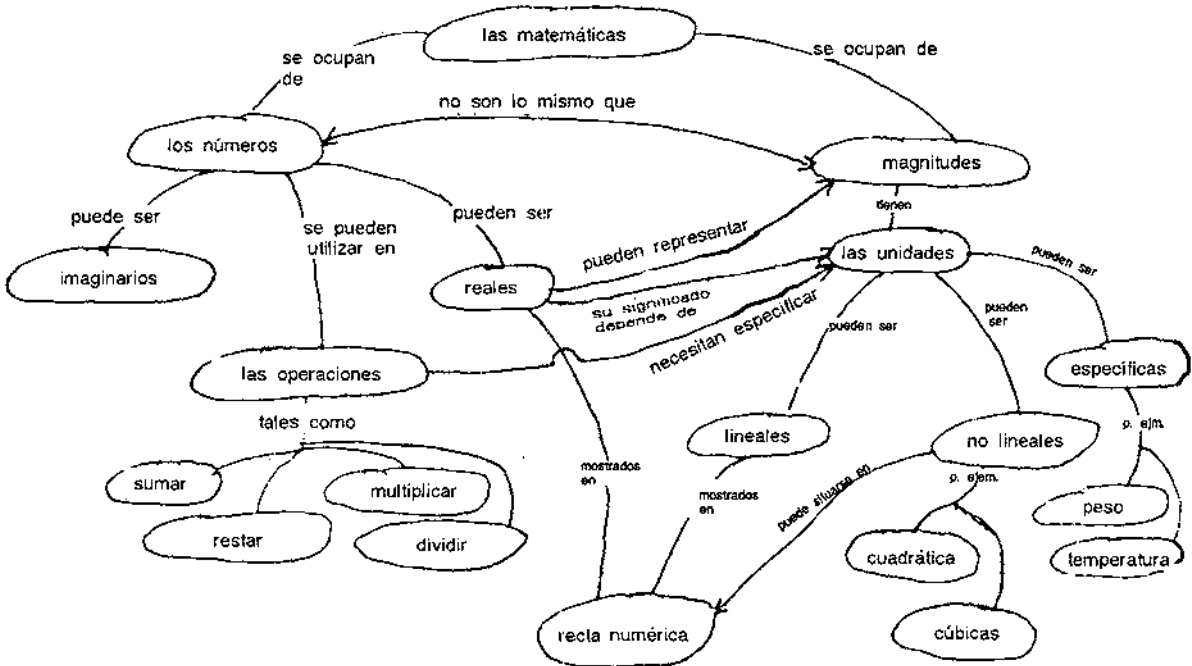 las matemáticas
se ocupan
de
se ocupan de
no son lo mismo que
los números
magnitudes
puede ser
se pueden
utilizar en
pueden ser
pueden representar
tienen
imaginarios
reales
las unidades
pueden ser
su significado
depende de
necesitan especificar
pueden ser
pueden
ser
las operaciones
específicas
tales como
lineales
no lineales
p. ejm.
sumar
multiplicar
mostrados
en
mostrados
en
puede situarse en
p. ejem.
peso
restar
dividir
cuadrática
temperatura
recta numérica
cúbicas